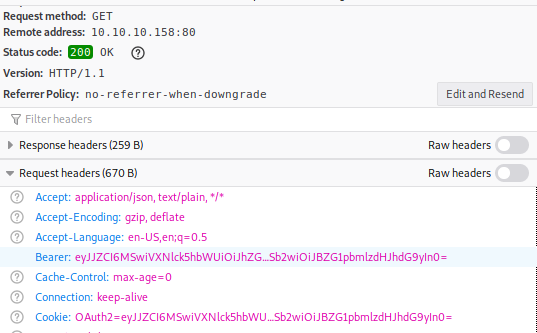 Request method: GET
Remote address: 10.10.10.158:80
Status code: 200 OK
Version: HTTP/1.1
Referrer Policy: no-referrer-when-downgrade Edit and Resend
Filter headers
Response headers (259 B) Raw headers
Request headers (670 B) Raw headers
Accept: application/json, text/plain, */*
Accept-Encoding: gzip, deflate
Accept-Language: en-US,en;q=0.5
Bearer: eyJJZCI6MSwiVXNlck5hbWUiOiJhZG...Sb2wiOiJBZG1pbmlzdHJhdG9yIn0=
Cache-Control: max-age=0
Connection: keep-alive
Cookie: OAuth2=eyJJZCI6MSwiVXNlck5hbWU...Sb2wiOiJBZG1pbmlzdHJhdG9yIn0=